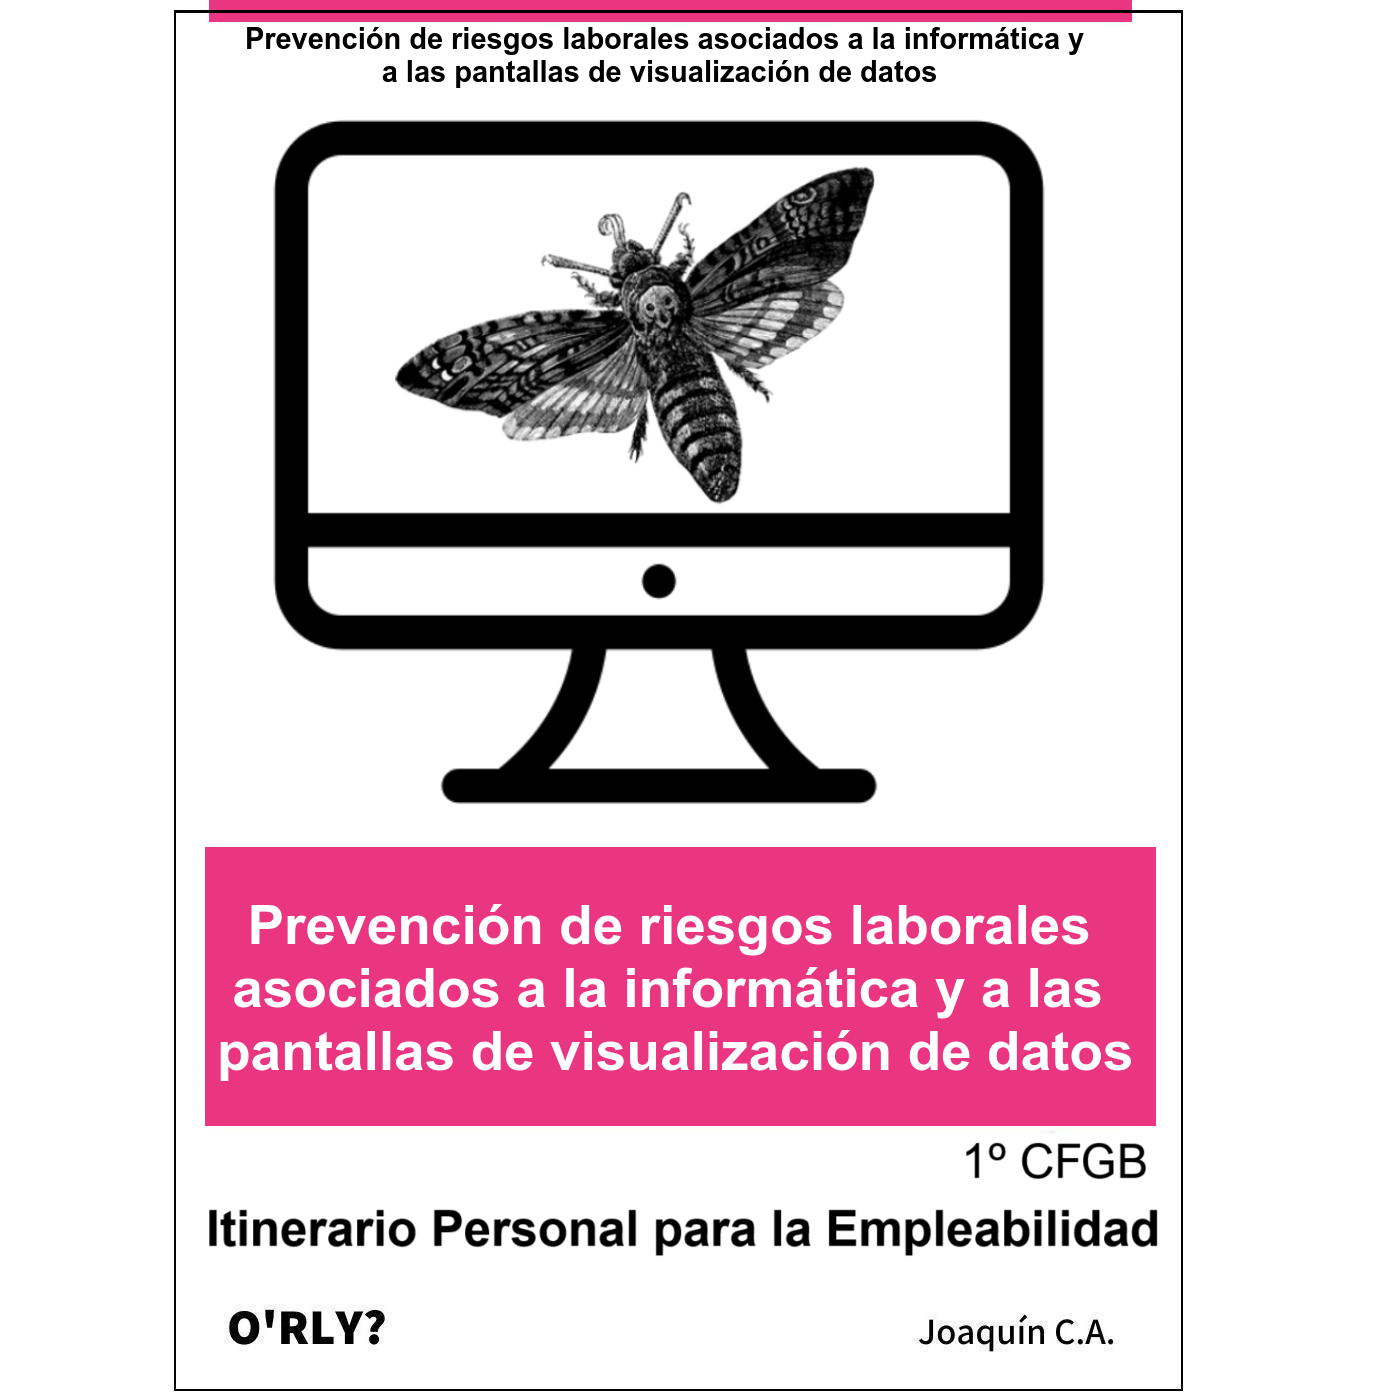 Prevención de riesgos laborales asociados a la informática y
a las pantallas de visualización de datos
Prevención de riesgos laborales
asociados a la informática y a las
pantallas de visualización de datos
1º CFGB
Itinerario Personal para la Empleabilidad
O'RLY?
Joaquín C.A.